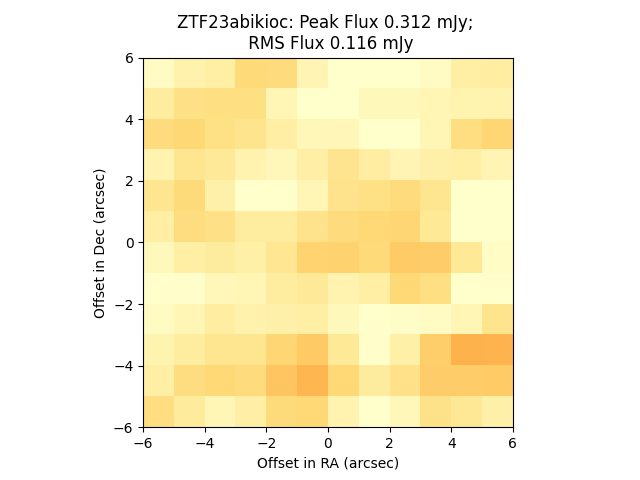 ZTF23abikioc: Peak Flux 0.312 mJy;
RMS Flux 0.116 mJy
6
4
2
0
−2
−4
−6
Offset in Dec (arcsec)
−6 −4 −2 0 2 4 6
Offset in RA (arcsec)